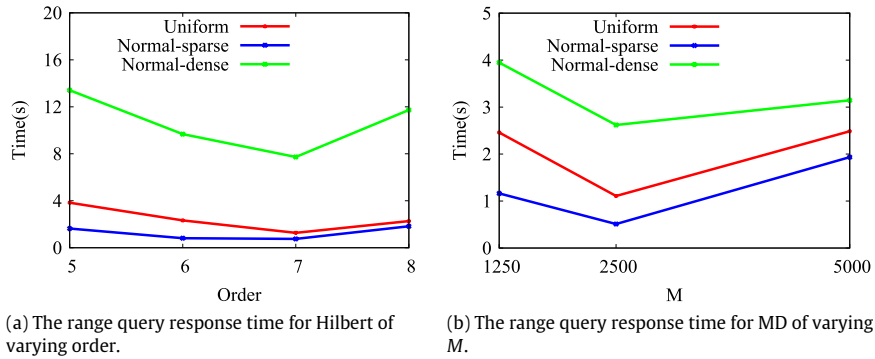 Time(s)
20
16
12
8
4
0
Uniform
Normal-sparse
Normal-dense
5 6 7 8
Order
(a) The range query response time for Hilbert of
varying order.
Time(s)
5
4
3
2
1
0
Uniform
Normal-sparse
Normal-dense
1250 2500 5000
M
(b) The range query response time for MD of varying
M.